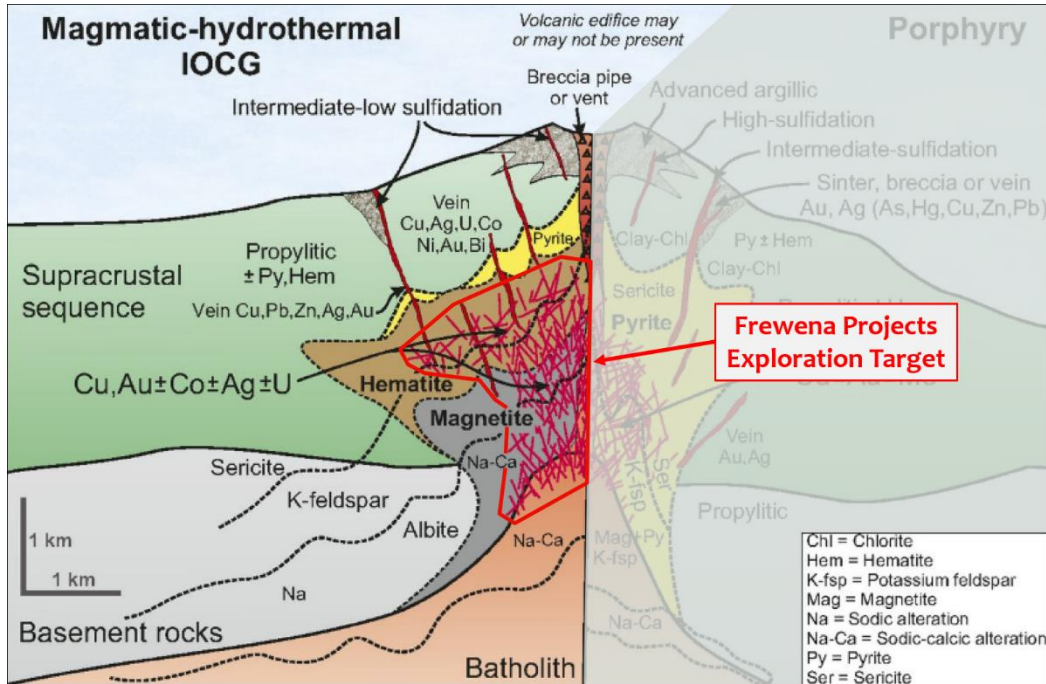 Magmatic-hydrothermal
IOCG
Volcanic edifice may
or may not be present
Porphyry
Breccia pipe
or vent
Intermediate-low sulfidation
Advanced argillic
High-sulfidation
Intermediate-sulfidation
Sinter, breccia or vein
Au, Ag (As,Hg,Cu,Zn,Pb)
Vein
Cu,Ag,U,Co
Ni,Au,Bi
Pyrite
Clay-Chl
Py ± Hem
Clay-Chl
Propylitic
± Py,Hem
Supracrustal
sequence
Vein Cu,Pb,Zn,Ag,Au
Sericite
Pyrite
Frewena Projects
Exploration Target
Cu,Au±Co±Ag±U
Hematite
Magnetite
Na-Ca
Sericite
K-feldspar
Albite
Na-Ca
Na
K-fsp
Ser
Vein
Au,Ag
Propylitic
Mag+Py
K-fsp
Na-Ca
1 km
1 km
Basement rocks
Batholith
Chl = Chlorite
Hem = Hematite
K-fsp = Potassium feldspar
Mag = Magnetite
Na = Sodic alteration
Na-Ca = Sodic-calcic alteration
Py = Pyrite
Ser = Sericite